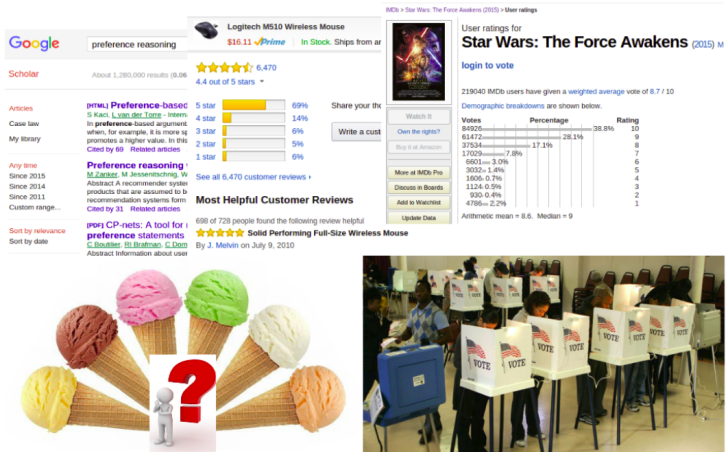 Google
preference reasoning
Scholar
About 1,280,000 results (0.06
Articles
Case law
My library
Any time
Since 2015
Since 2014
Since 2011
Custom range...
Sort by relevance
Sort by date
[HTML] Preference-based
S Kaci, L van der Torre - Intern
In preference-based argument
when, for example, it is more sp
promotes a higher value. In this
Cited by 69 Related articles
Preference reasoning
M Zanker, M Jessenitschnig, W
Abstract A recommender syste
products that are assumed to b
recommendation systems form
Cited by 31 Related articles
[PDF] CP-nets: A tool for
preference statements
C Boutilier, RI Brafman, C Dom
Abstract Information about user
Logitech M510 Wireless Mouse
$16.11 Prime In Stock. Ships from ar
6,470
4.4 out of 5 stars
5 star 69%
4 star 14%
3 star 6%
2 star 5%
1 star 6%
Share your tho
Write a cust
See all 6,470 customer reviews ›
Most Helpful Customer Reviews
698 of 728 people found the following review helpful
Solid Performing Full-Size Wireless Mouse
By J. Melvin on July 9, 2010
IMDb > Star Wars: The Force Awakens (2015) > User ratings
Watch It
Own the rights?
Buy it at Amazon
More at IMDb Pro
Discuss in Boards
Add to Watchlist
Update Data
User ratings for
Star Wars: The Force Awakens (2015) M
login to vote
219040 IMDb users have given a weighted average vote of 8.7 / 10
Demographic breakdowns are shown below.
Votes Percentage Rating
84926 38.8% 10
61472 28.1% 9
37534 17.1% 8
17029 7.8% 7
6601 3.0% 6
3032 1.4% 5
1606 0.7% 4
1124 0.5% 3
930 0.4% 2
4786 2.2% 1
Arithmetic mean = 8.6. Median = 9
?
VOTE
VOTE
VOTE
VOTE
VOTE
VOTE